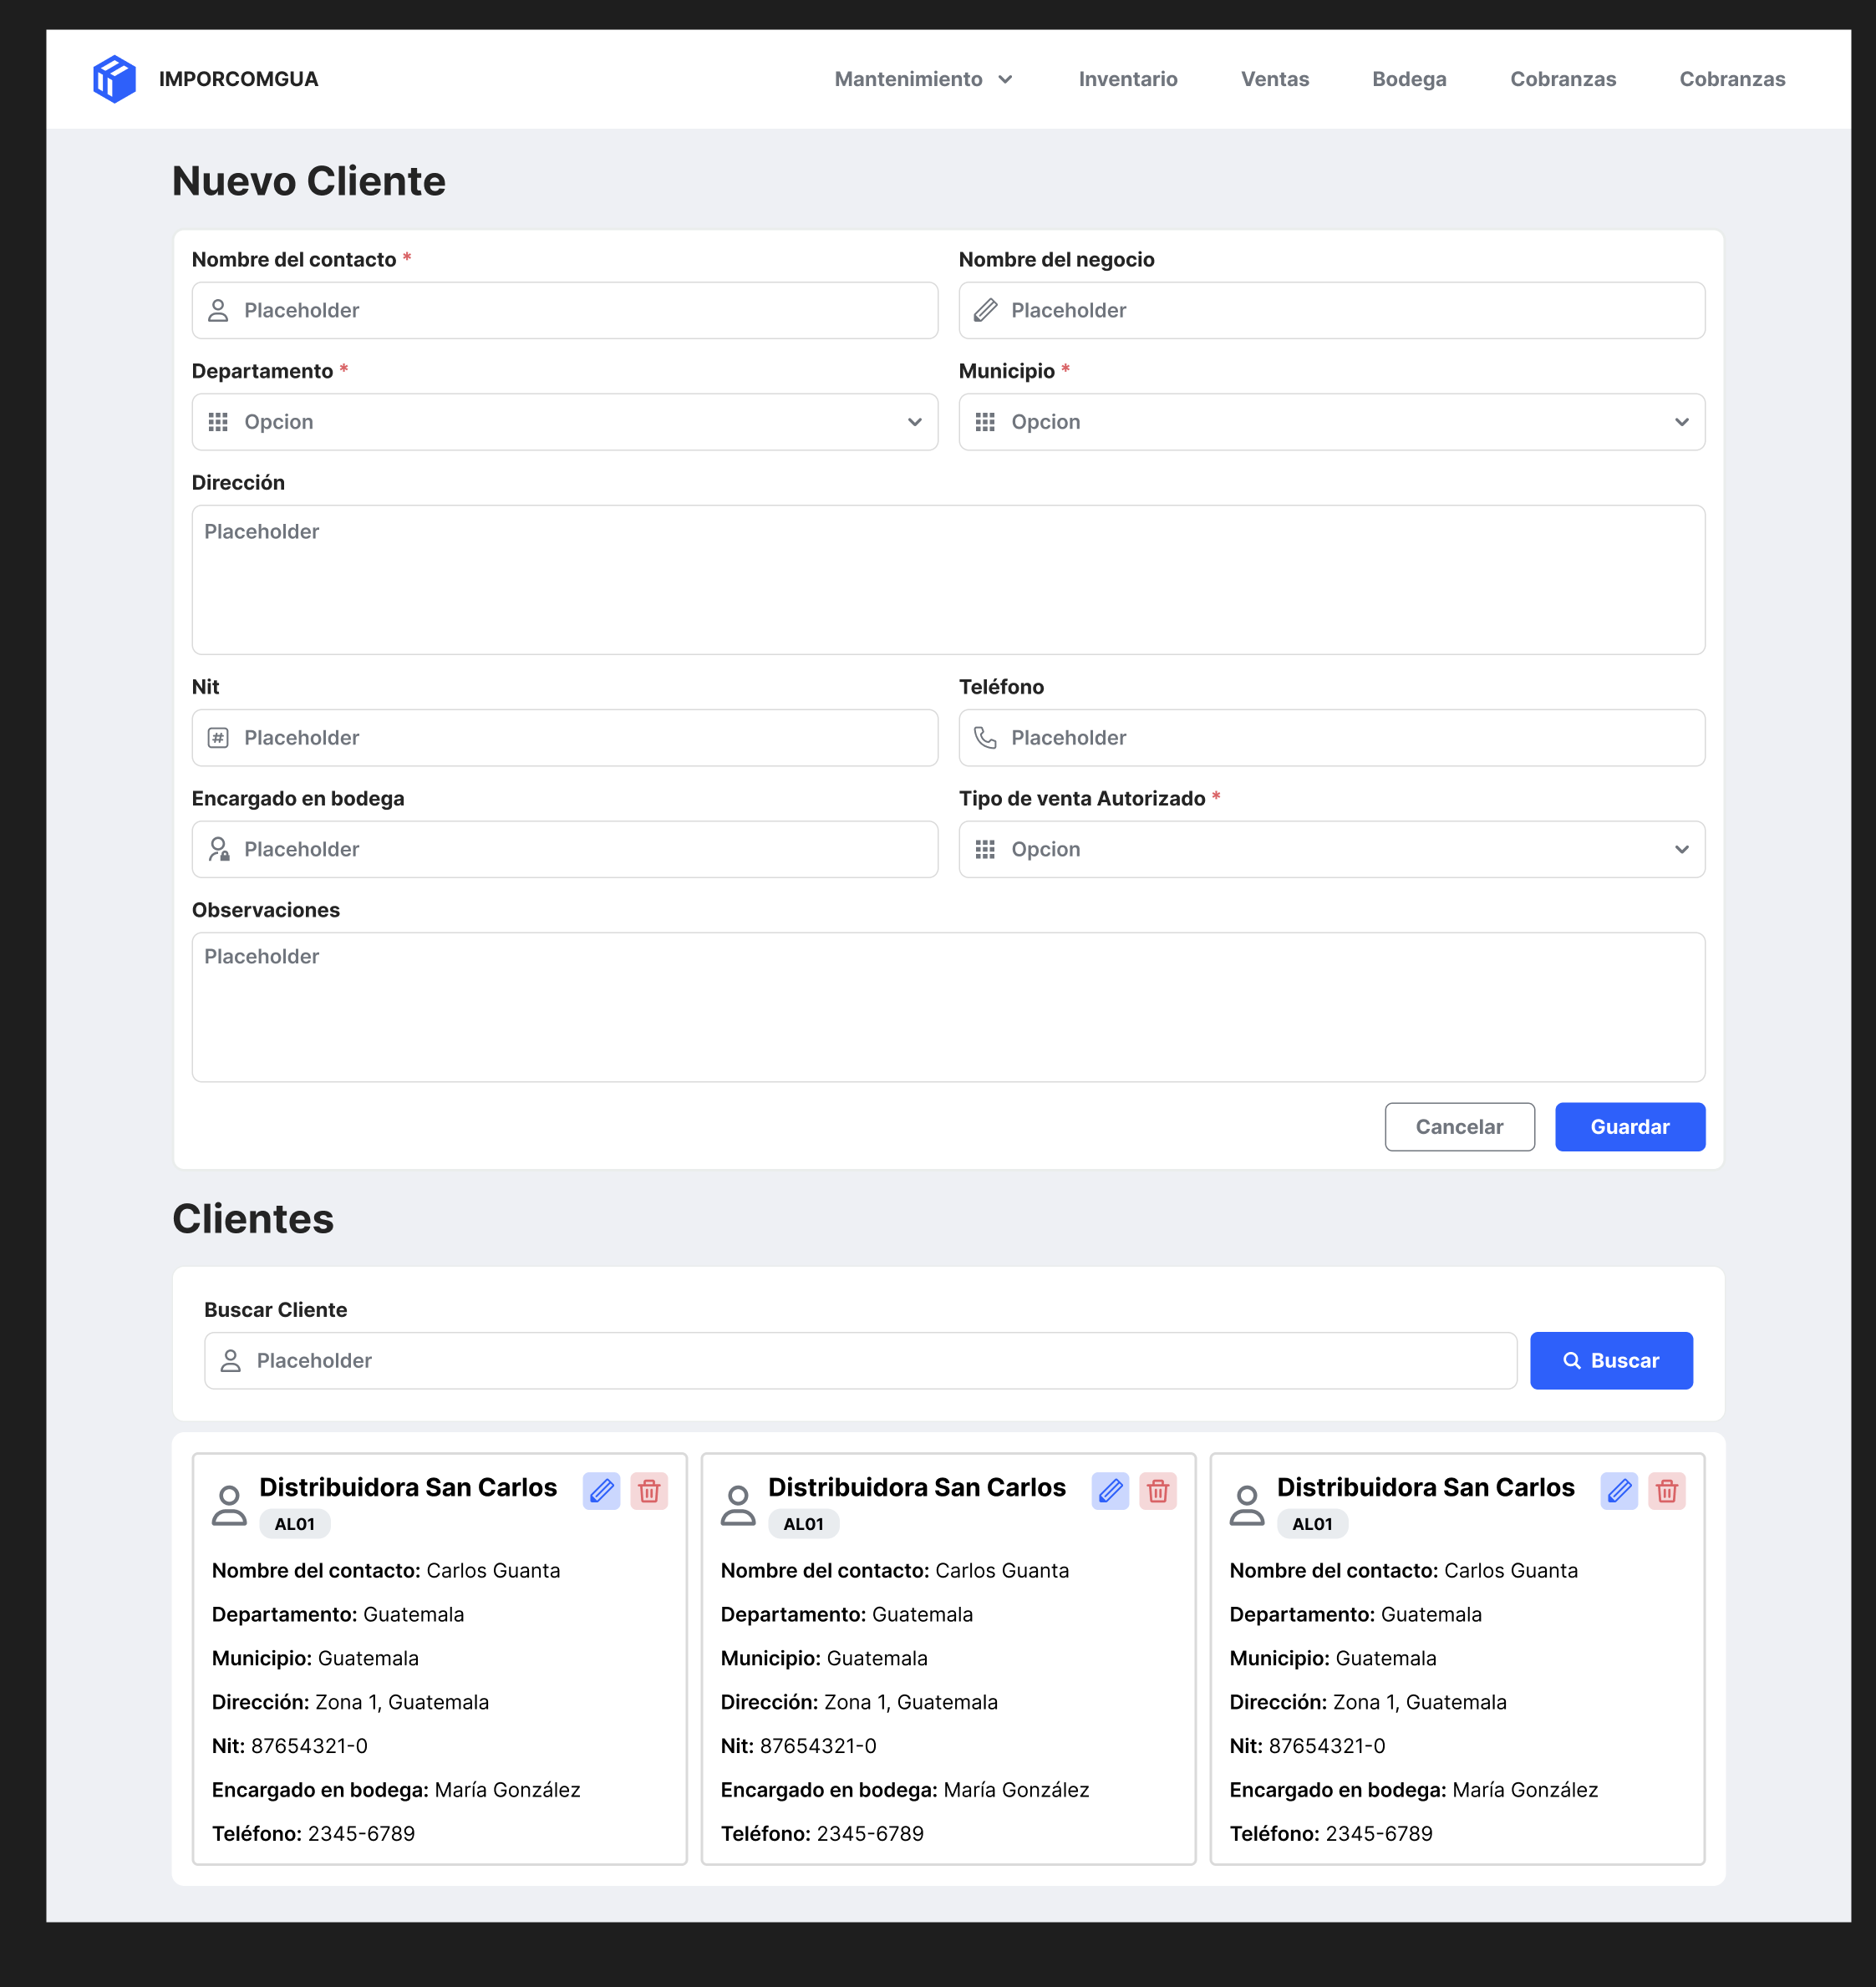 IMPORCOMGUA
Mantenimiento Inventario Ventas Bodega Cobranzas Cobranzas
Nuevo Cliente
Nombre del contacto * Nombre del negocio
Placeholder Placeholder
Departamento * Municipio *
Opcion Opcion
Dirección
Placeholder
Nit Teléfono
# Placeholder Placeholder
Encargado en bodega Tipo de venta Autorizado *
Placeholder Opcion
Observaciones
Placeholder
Cancelar Guardar
Clientes
Buscar Cliente
Placeholder Buscar
Distribuidora San Carlos
AL01
Nombre del contacto: Carlos Guanta
Departamento: Guatemala
Municipio: Guatemala
Dirección: Zona 1, Guatemala
Nit: 87654321-0
Encargado en bodega: María González
Teléfono: 2345-6789
Distribuidora San Carlos
AL01
Nombre del contacto: Carlos Guanta
Departamento: Guatemala
Municipio: Guatemala
Dirección: Zona 1, Guatemala
Nit: 87654321-0
Encargado en bodega: María González
Teléfono: 2345-6789
Distribuidora San Carlos
AL01
Nombre del contacto: Carlos Guanta
Departamento: Guatemala
Municipio: Guatemala
Dirección: Zona 1, Guatemala
Nit: 87654321-0
Encargado en bodega: María González
Teléfono: 2345-6789